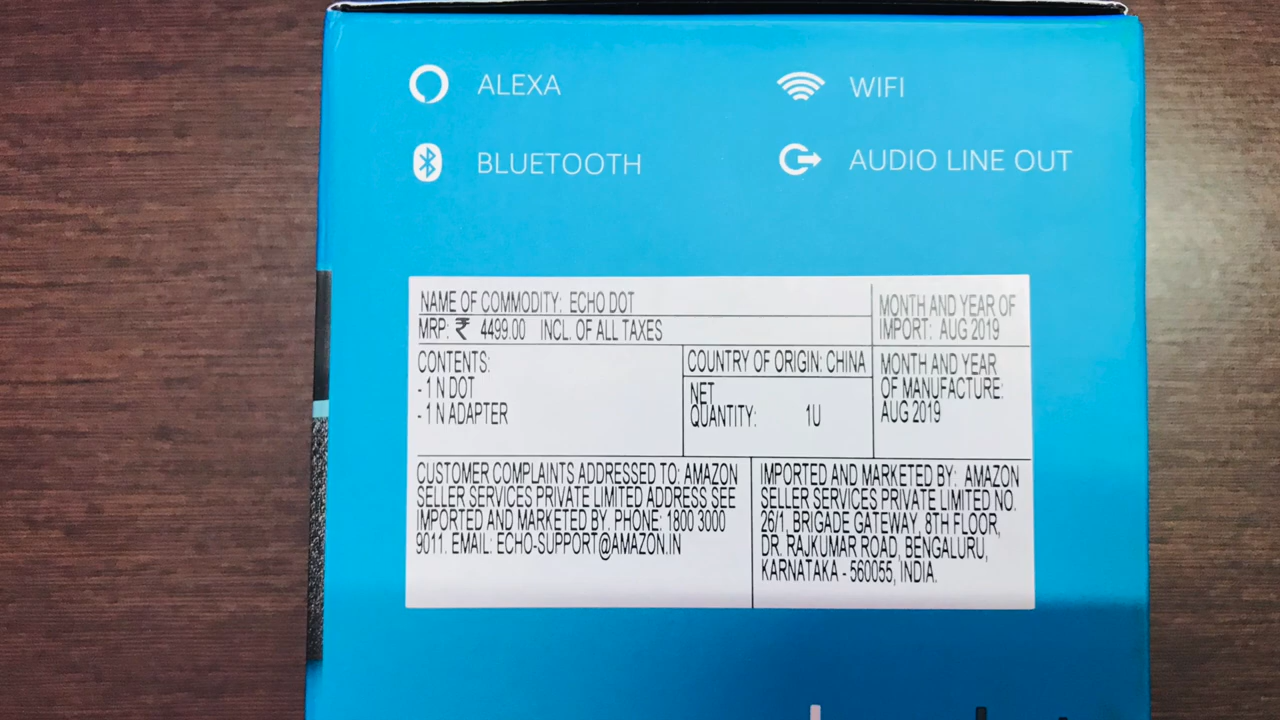 ALEXA
WIFI
BLUETOOTH
AUDIO LINE OUT
NAME OF COMMODITY: ECHO DOT
MRP: ₹ 4499.00 INCL. OF ALL TAXES
MONTH AND YEAR OF
IMPORT: AUG 2019
CONTENTS:
- 1 N DOT
- 1 N ADAPTER
COUNTRY OF ORIGIN: CHINA
NET
QUANTITY: 1U
MONTH AND YEAR
OF MANUFACTURE:
AUG 2019
CUSTOMER COMPLAINTS ADDRESSED TO: AMAZON
SELLER SERVICES PRIVATE LIMITED ADDRESS SEE
IMPORTED AND MARKETED BY. PHONE: 1800 3000
9011. EMAIL: ECHO-SUPPORT@AMAZON.IN
IMPORTED AND MARKETED BY: AMAZON
SELLER SERVICES PRIVATE LIMITED NO.
26/1, BRIGADE GATEWAY, 8TH FLOOR,
DR. RAJKUMAR ROAD, BENGALURU,
KARNATAKA - 560055, INDIA.